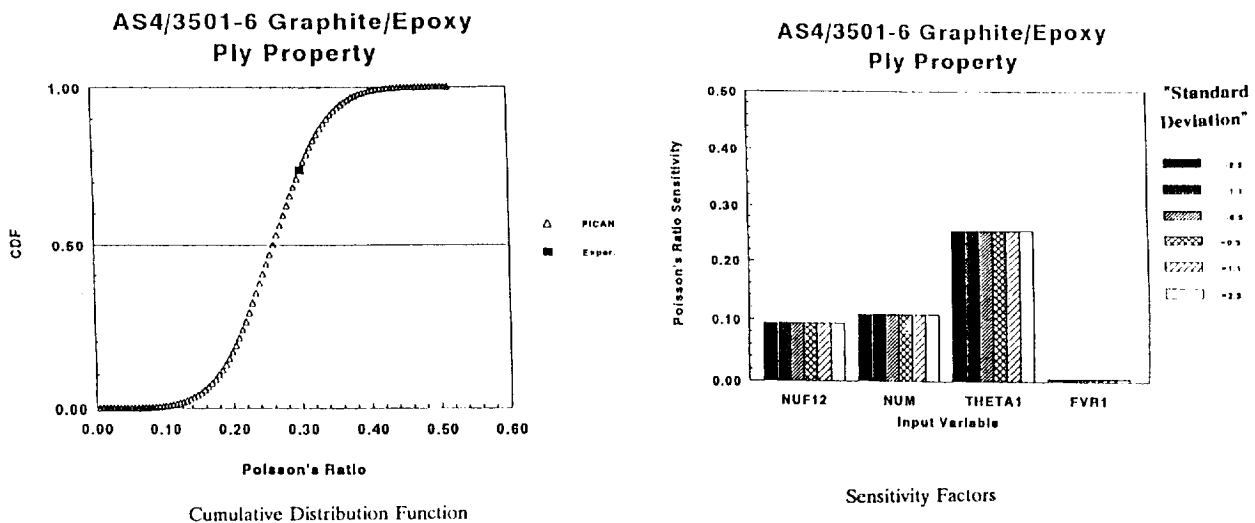 AS4/3501-6 Graphite/Epoxy
Ply Property
1.00
0.50
0.00
CDF
0.00 0.10 0.20 0.30 0.40 0.50 0.60
Poisson's Ratio
PICAN
Exper.
Cumulative Distribution Function
AS4/3501-6 Graphite/Epoxy
Ply Property
0.50
0.40
0.30
0.20
0.10
0.00
Poisson's Ratio Sensitivity
NUF12 NUM THETA1 FVR1
Input Variable
"Standard
Deviation"
Sensitivity Factors